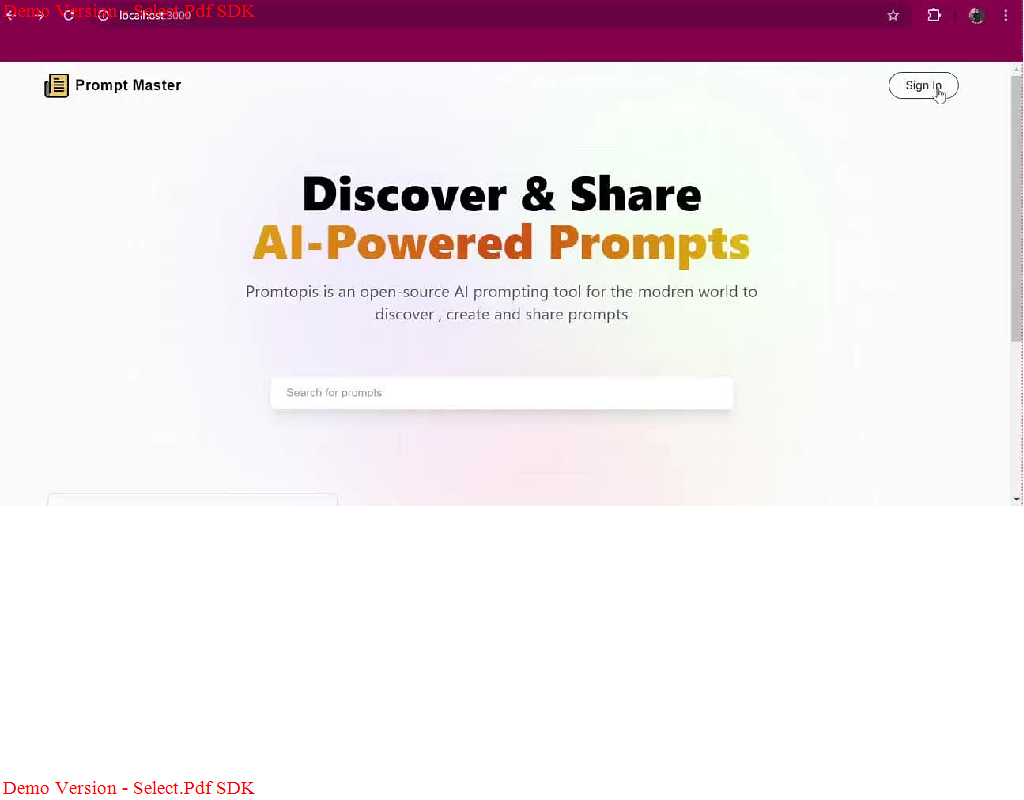 Demo Version - Select.Pdf SDK
localhost:3000
Prompt Master
Sign In
Discover & Share
AI-Powered Prompts
Promtopis is an open-source AI prompting tool for the modren world to
discover , create and share prompts
Search for prompts
Demo Version - Select.Pdf SDK